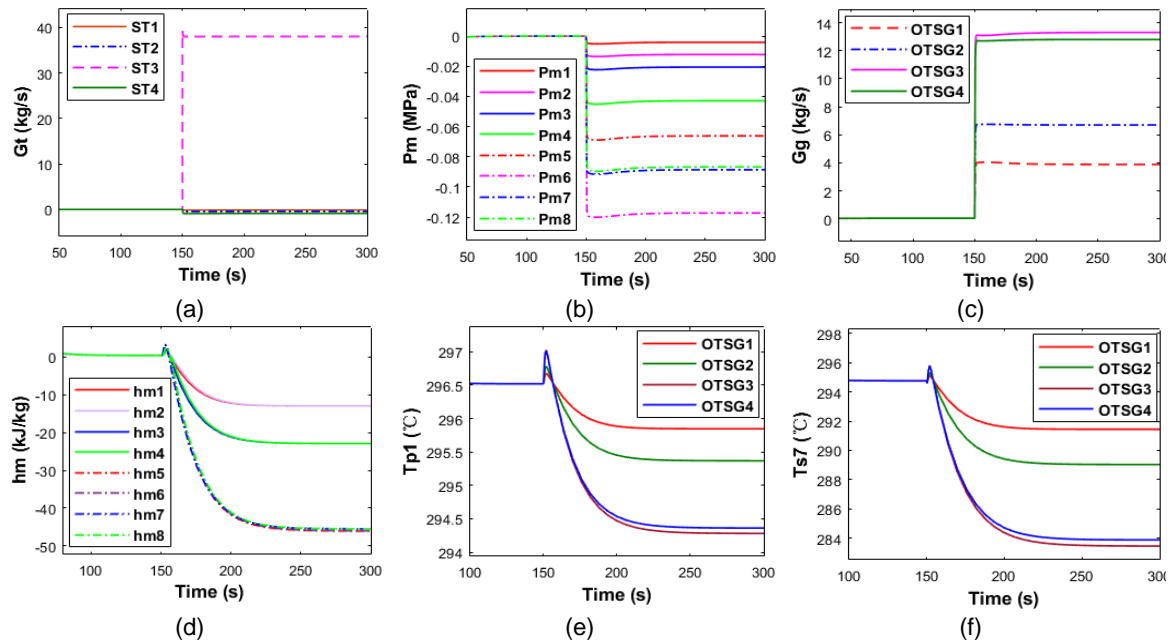 Gt (kg/s)
40
30
20
10
0
ST1
ST2
ST3
ST4
50 100 150 200 250 300
Time (s)
(a)
Pm (MPa)
0
-0.02
-0.04
-0.06
-0.08
-0.1
-0.12
Pm1
Pm2
Pm3
Pm4
Pm5
Pm6
Pm7
Pm8
50 100 150 200 250 300
Time (s)
(b)
Gg (kg/s)
14
12
10
8
6
4
2
0
OTSG1
OTSG2
OTSG3
OTSG4
50 100 150 200 250 300
Time (s)
(c)
hm (kJ/kg)
0
-10
-20
-30
-40
-50
hm1
hm2
hm3
hm4
hm5
hm6
hm7
hm8
100 150 200 250 300
Time (s)
(d)
Tp1 (℃)
297
296.5
296
295.5
295
294.5
294
OTSG1
OTSG2
OTSG3
OTSG4
100 150 200 250 300
Time (s)
(e)
Ts7 (℃)
298
296
294
292
290
288
286
284
OTSG1
OTSG2
OTSG3
OTSG4
100 150 200 250 300
Time (s)
(f)